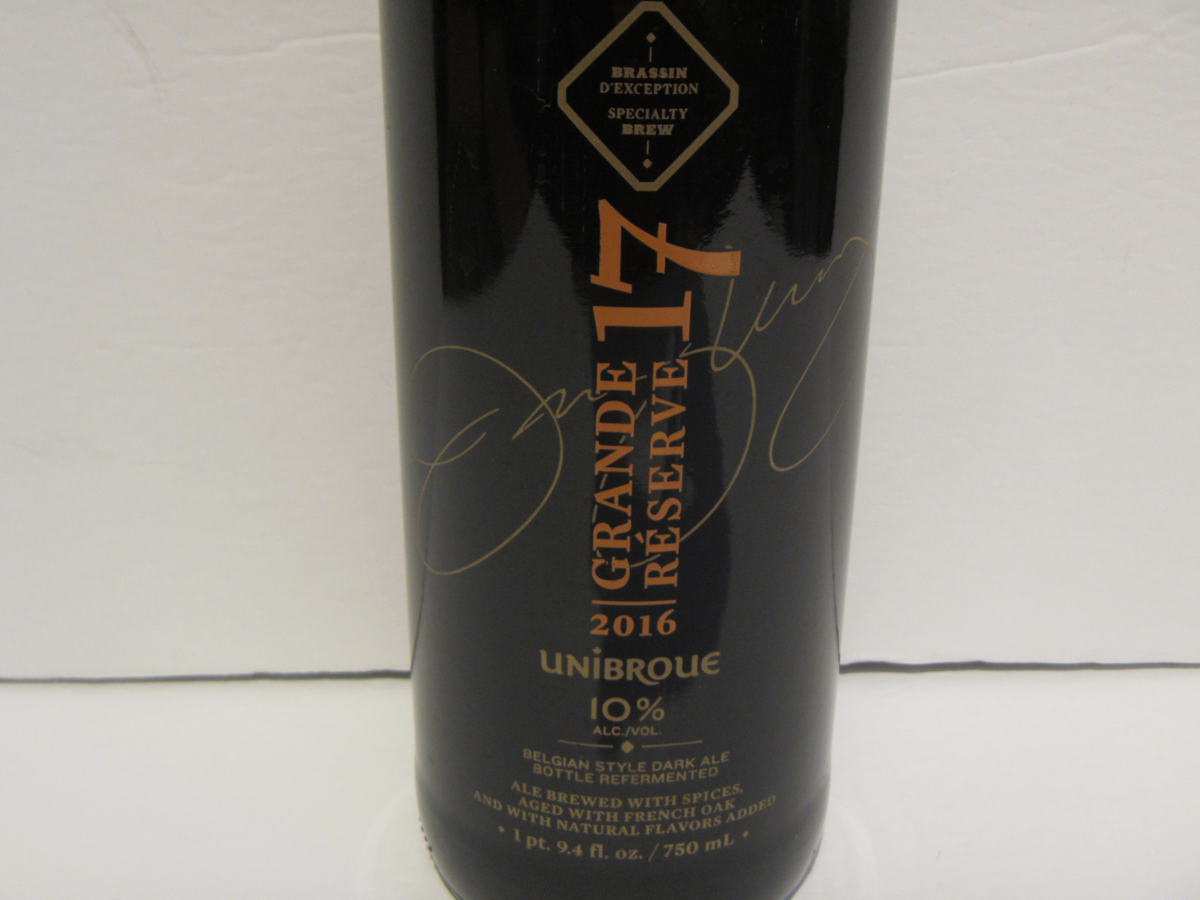 BRASSIN
D'EXCEPTION
SPECIALTY
BREW
17
GRANDE
RÉSERVE
2016
UNIBROUE
10%
ALC./VOL.
BELGIAN STYLE DARK ALE
BOTTLE REFERMENTED
ALE BREWED WITH SPICES,
AGED WITH FRENCH OAK
AND WITH NATURAL FLAVORS ADDED
• 1 pt. 9.4 fl. oz. / 750 mL •